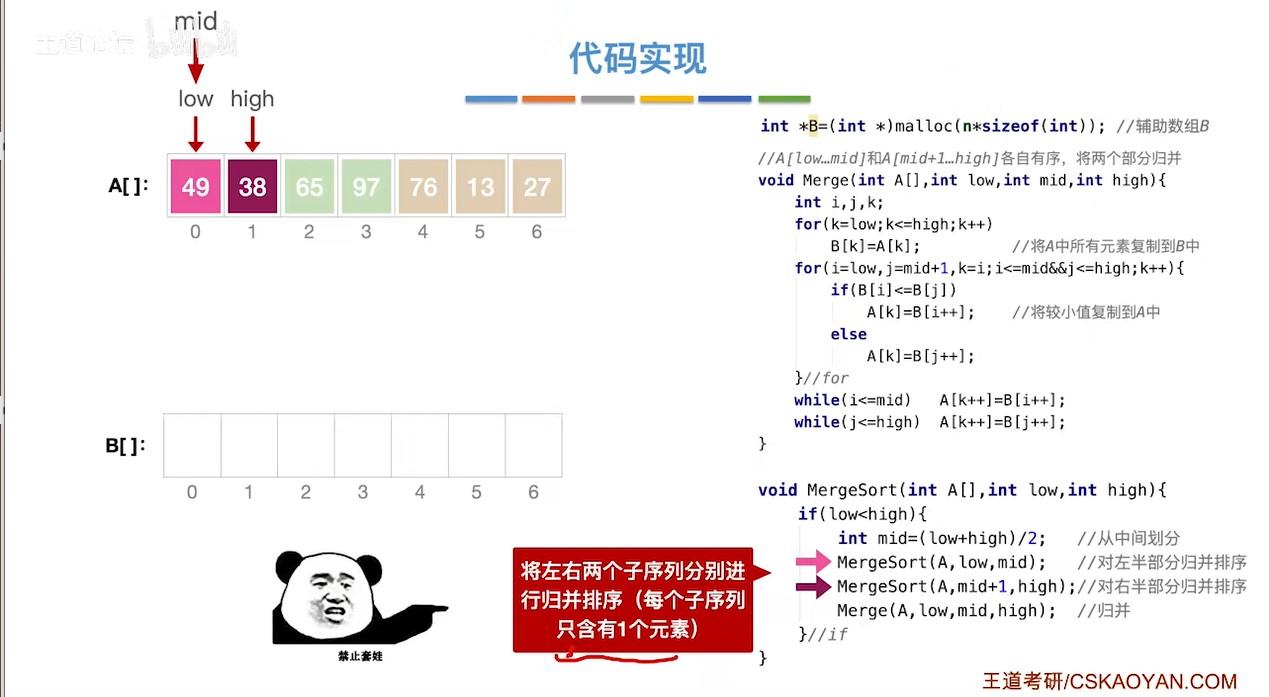 王道论坛 bilibili
mid
代码实现
low high
A[ ]: 49 38 65 97 76 13 27
0 1 2 3 4 5 6
B[ ]:
0 1 2 3 4 5 6
禁止套娃
将左右两个子序列分别进
行归并排序（每个子序列
只含有1个元素）
int *B=(int *)malloc(n*sizeof(int)); //辅助数组B
//A[low…mid]和A[mid+1…high]各自有序，将两个部分归并
void Merge(int A[],int low,int mid,int high){
int i,j,k;
for(k=low;k<=high;k++)
B[k]=A[k]; //将A中所有元素复制到B中
for(i=low,j=mid+1,k=i;i<=mid&&j<=high;k++){
if(B[i]<=B[j])
A[k]=B[i++]; //将较小值复制到A中
else
A[k]=B[j++];
}//for
while(i<=mid) A[k++]=B[i++];
while(j<=high) A[k++]=B[j++];
}
void MergeSort(int A[],int low,int high){
if(low<high){
int mid=(low+high)/2; //从中间划分
MergeSort(A,low,mid); //对左半部分归并排序
MergeSort(A,mid+1,high);//对右半部分归并排序
Merge(A,low,mid,high); //归并
}//if
}
王道考研/CSKAOYAN.COM